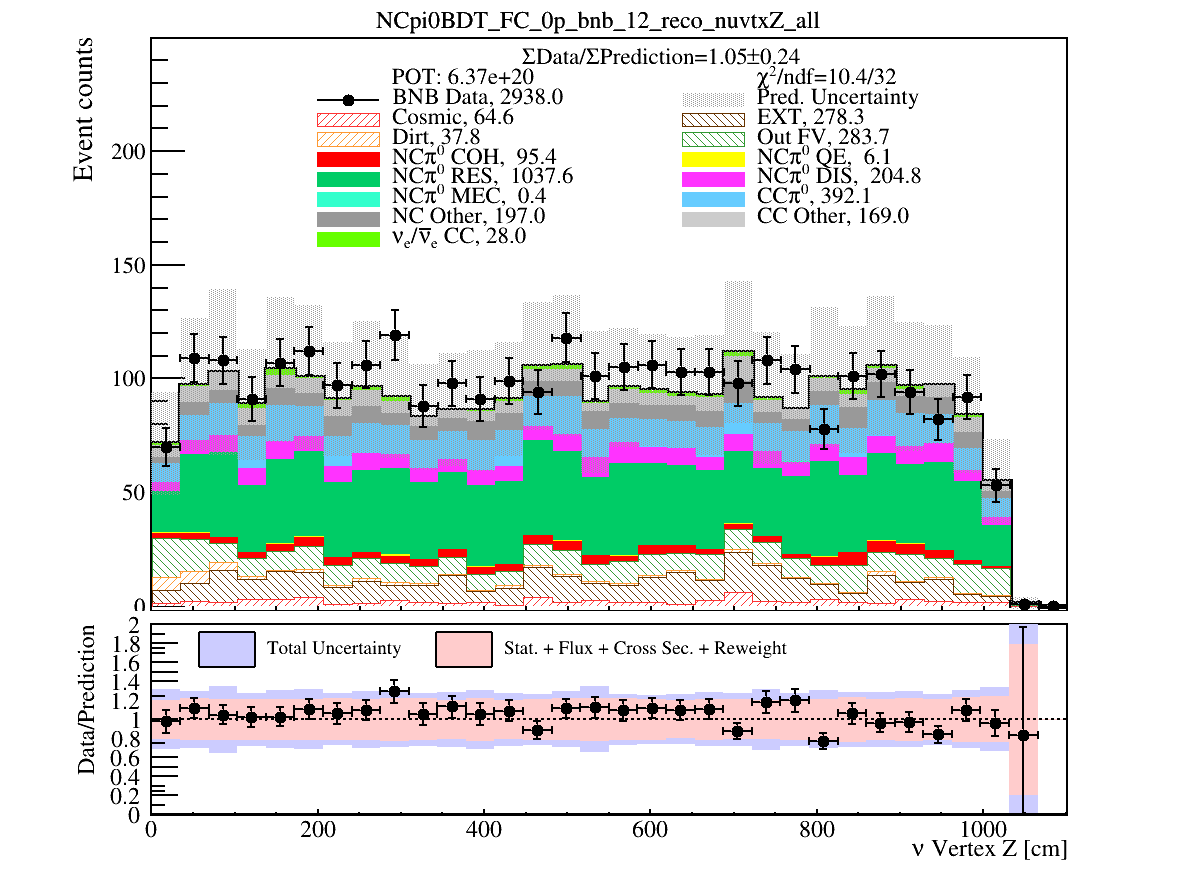 NCpi0BDT_FC_0p_bnb_12_reco_nuvtxZ_all
ΣData/ΣPrediction=1.05±0.24
POT: 6.37e+20 χ²/ndf=10.4/32
BNB Data, 2938.0 Pred. Uncertainty
Cosmic, 64.6 EXT, 278.3
Dirt, 37.8 Out FV, 283.7
NCπ⁰ COH, 95.4 NCπ⁰ QE, 6.1
NCπ⁰ RES, 1037.6 NCπ⁰ DIS, 204.8
NCπ⁰ MEC, 0.4 CCπ⁰, 392.1
NC Other, 197.0 CC Other, 169.0
νₑ/ν̅ₑ CC, 28.0
Event counts
200
150
100
50
0
Total Uncertainty Stat. + Flux + Cross Sec. + Reweight
Data/Prediction
2
1.8
1.6
1.4
1.2
1
0.8
0.6
0.4
0.2
0
0 200 400 600 800 1000
ν Vertex Z [cm]